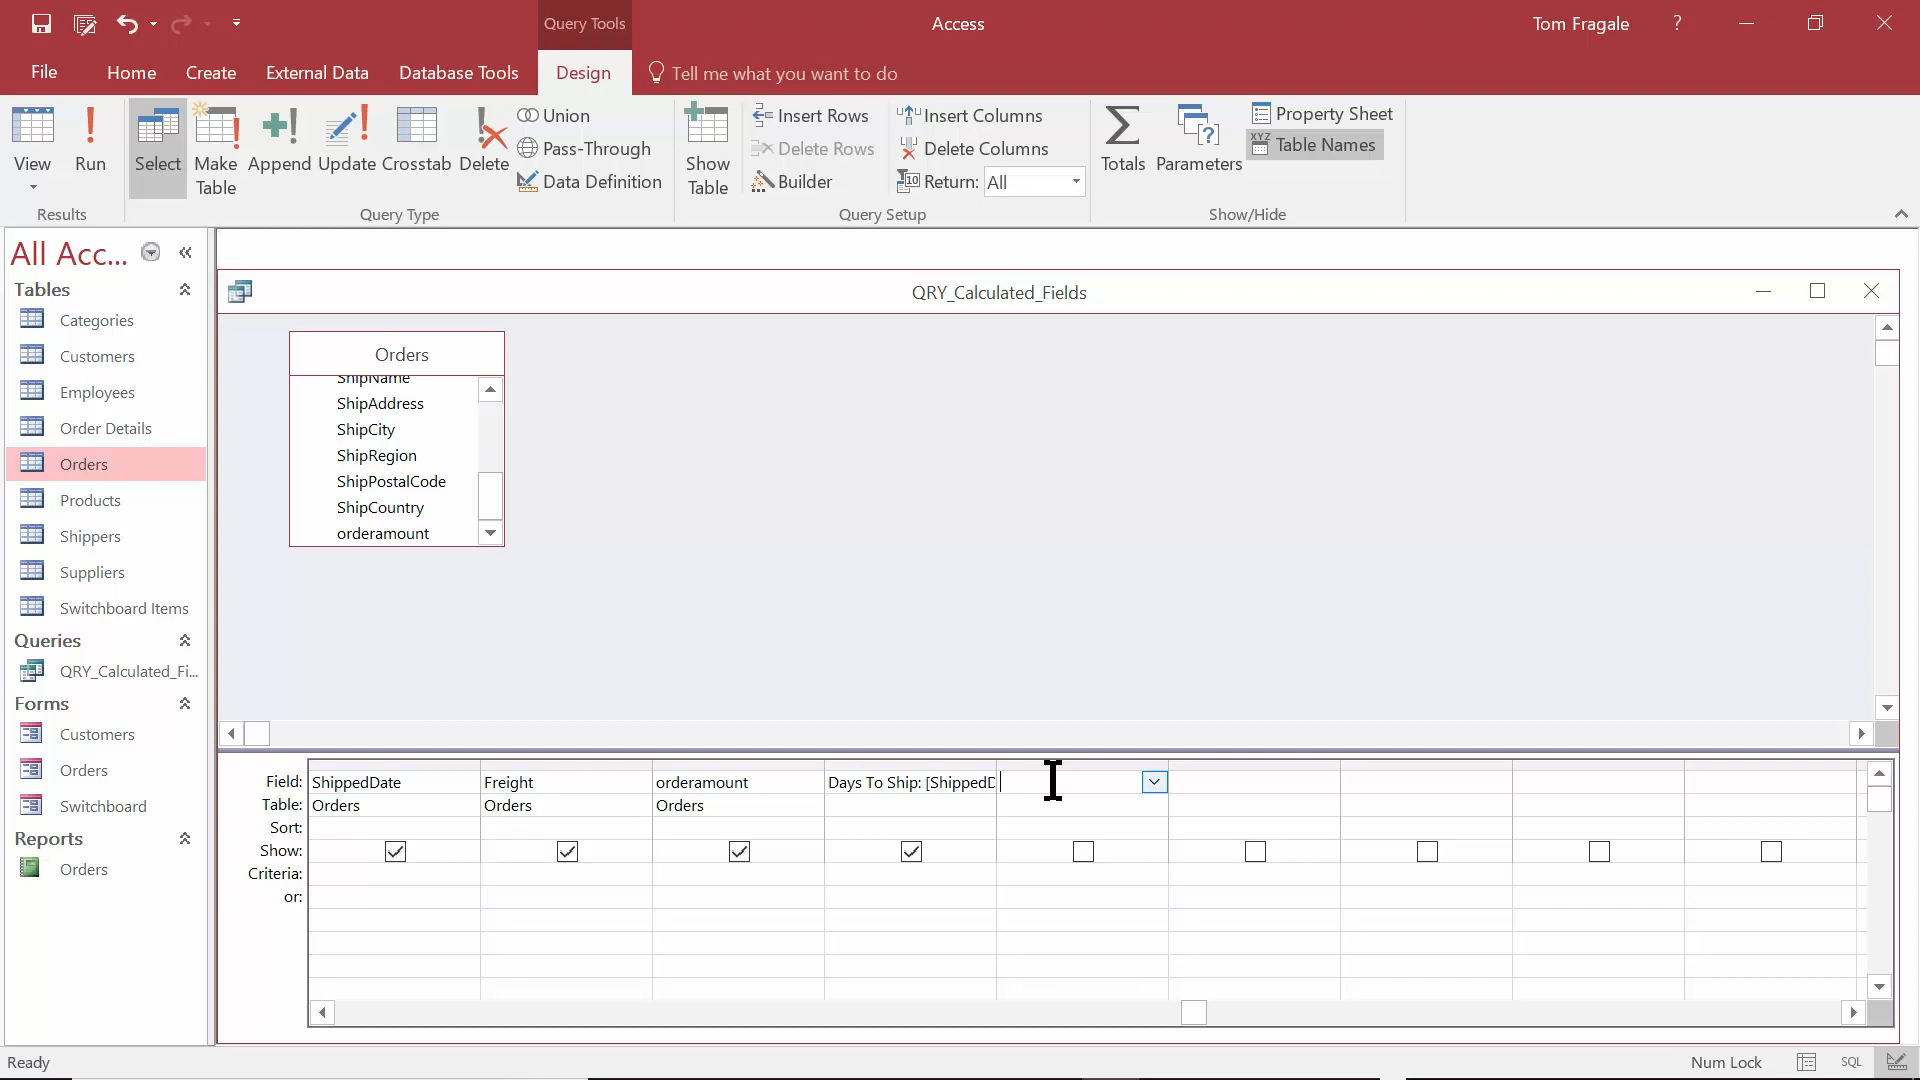 Query Tools
Access
Tom Fragale
?
File
Home
Create
External Data
Database Tools
Design
Tell me what you want to do
View
Run
Results
Select
Make
Table
Append
Update
Crosstab
Delete
Union
Pass-Through
Data Definition
Query Type
Show
Table
Insert Rows
Delete Rows
Builder
Insert Columns
Delete Columns
Return: All
Query Setup
Totals
Parameters
Property Sheet
XYZ Table Names
Show/Hide
All Acc...
Tables
Categories
Customers
Employees
Order Details
Orders
Products
Shippers
Suppliers
Switchboard Items
Queries
QRY_Calculated_Fi...
Forms
Customers
Orders
Switchboard
Reports
Orders
QRY_Calculated_Fields
Orders
ShipName
ShipAddress
ShipCity
ShipRegion
ShipPostalCode
ShipCountry
orderamount
Field: ShippedDate Freight orderamount Days To Ship: [ShippedD
Table: Orders Orders Orders
Sort:
Show:
Criteria:
or:
Ready
Num Lock
SQL